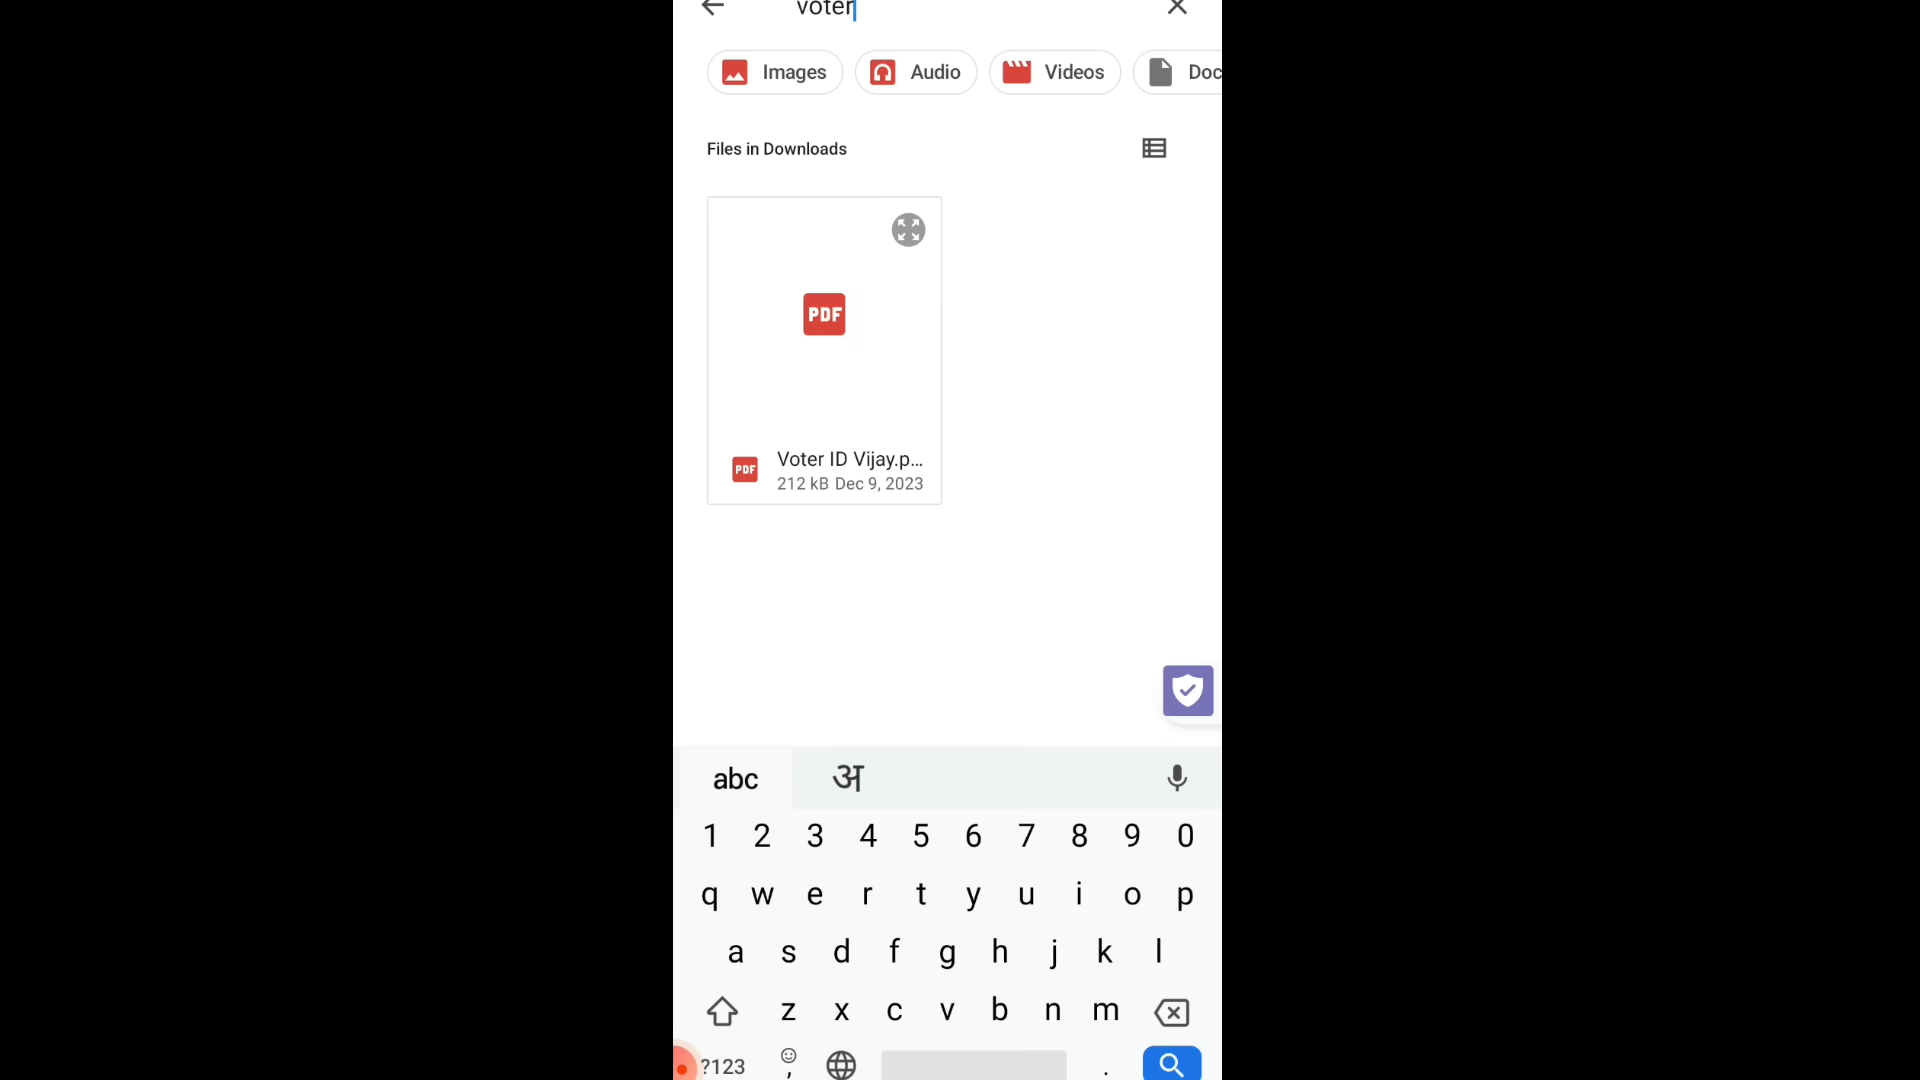 voter
Images Audio Videos Doc
Files in Downloads
PDF
PDF Voter ID Vijay.p...
212 kB Dec 9, 2023
abc अ
1 2 3 4 5 6 7 8 9 0
q w e r t y u i o p
a s d f g h j k l
z x c v b n m
?123 , .